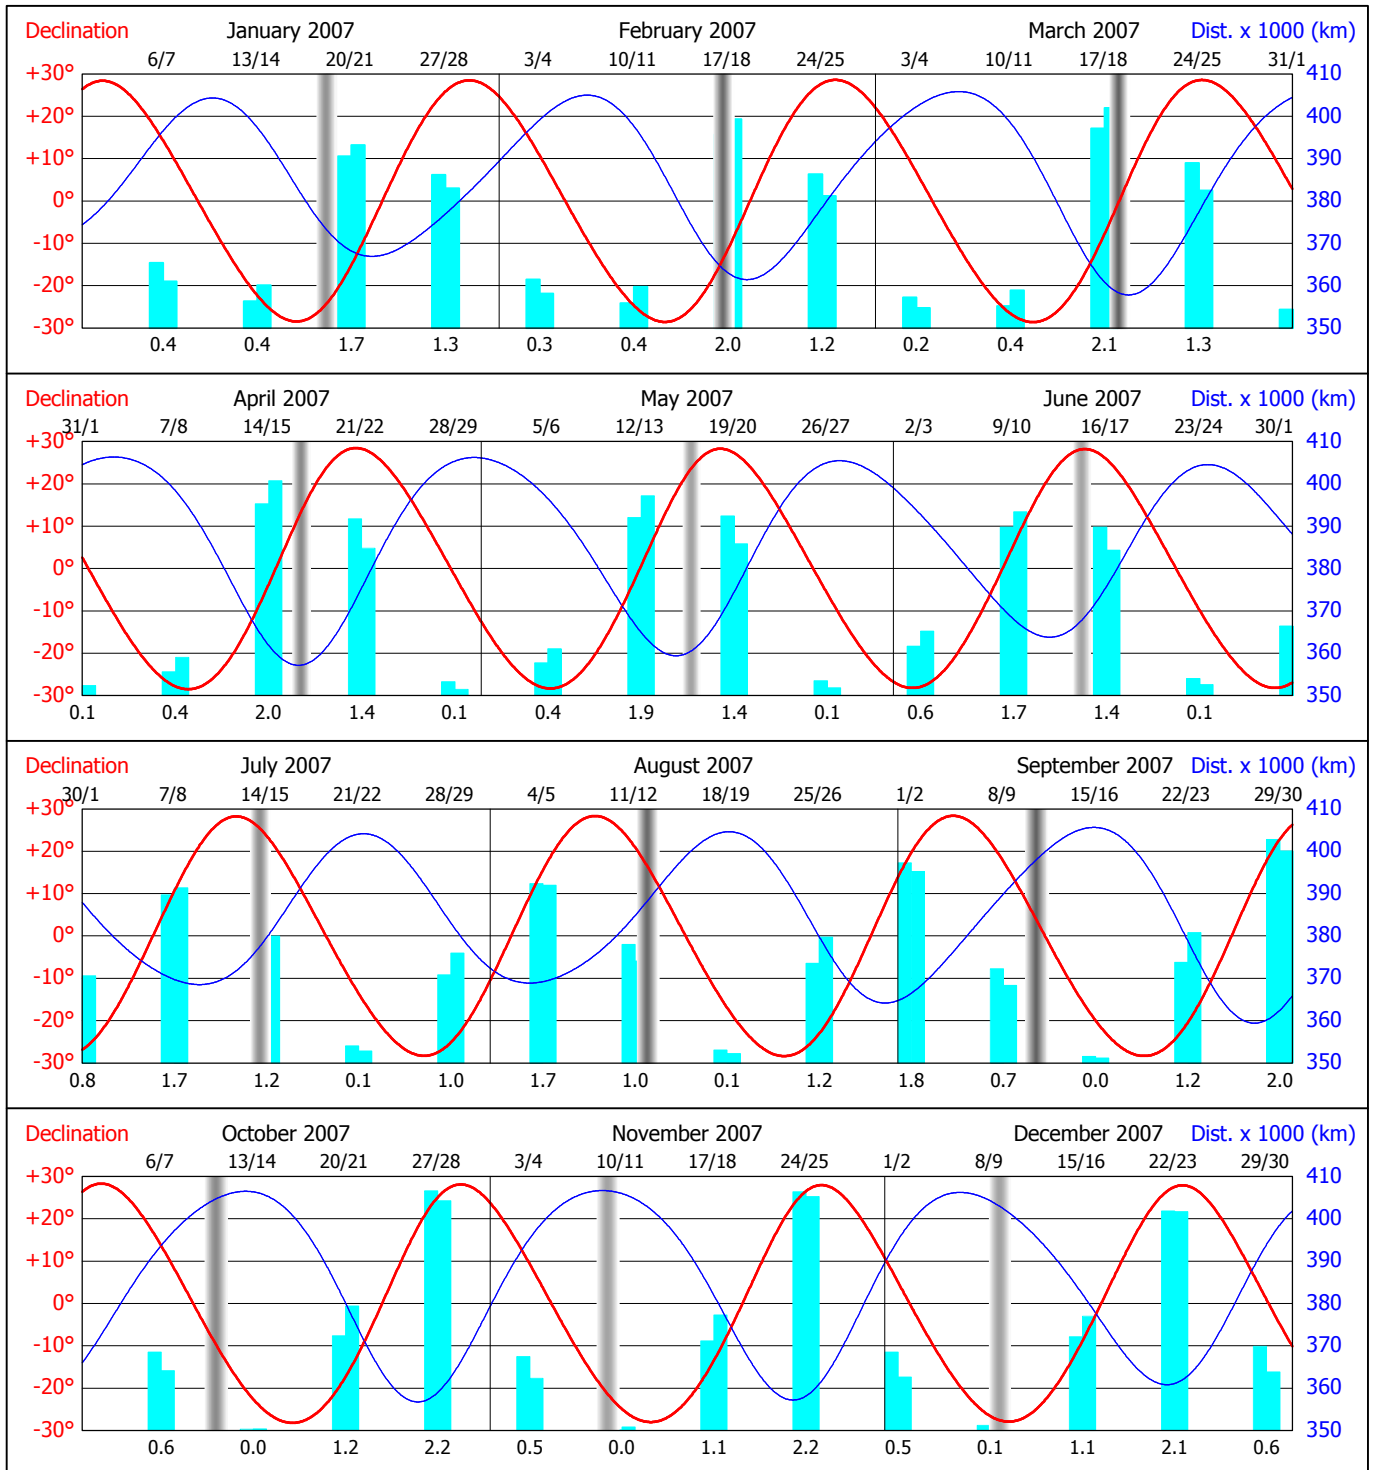 Declination January 2007 February 2007 March 2007 Dist. x 1000 (km)
6/7 13/14 20/21 27/28 3/4 10/11 17/18 24/25 3/4 10/11 17/18 24/25 31/1
+30° 410
+20° 400
+10° 390
0° 380
-10° 370
-20° 360
-30° 350
0.4 0.4 1.7 1.3 0.3 0.4 2.0 1.2 0.2 0.4 2.1 1.3
Declination April 2007 May 2007 June 2007 Dist. x 1000 (km)
31/1 7/8 14/15 21/22 28/29 5/6 12/13 19/20 26/27 2/3 9/10 16/17 23/24 30/1
+30° 410
+20° 400
+10° 390
0° 380
-10° 370
-20° 360
-30° 350
0.1 0.4 2.0 1.4 0.1 0.4 1.9 1.4 0.1 0.6 1.7 1.4 0.1
Declination July 2007 August 2007 September 2007 Dist. x 1000 (km)
30/1 7/8 14/15 21/22 28/29 4/5 11/12 18/19 25/26 1/2 8/9 15/16 22/23 29/30
+30° 410
+20° 400
+10° 390
0° 380
-10° 370
-20° 360
-30° 350
0.8 1.7 1.2 0.1 1.0 1.7 1.0 0.1 1.2 1.8 0.7 0.0 1.2 2.0
Declination October 2007 November 2007 December 2007 Dist. x 1000 (km)
6/7 13/14 20/21 27/28 3/4 10/11 17/18 24/25 1/2 8/9 15/16 22/23 29/30
+30° 410
+20° 400
+10° 390
0° 380
-10° 370
-20° 360
-30° 350
0.6 0.0 1.2 2.2 0.5 0.0 1.1 2.2 0.5 0.1 1.1 2.1 0.6